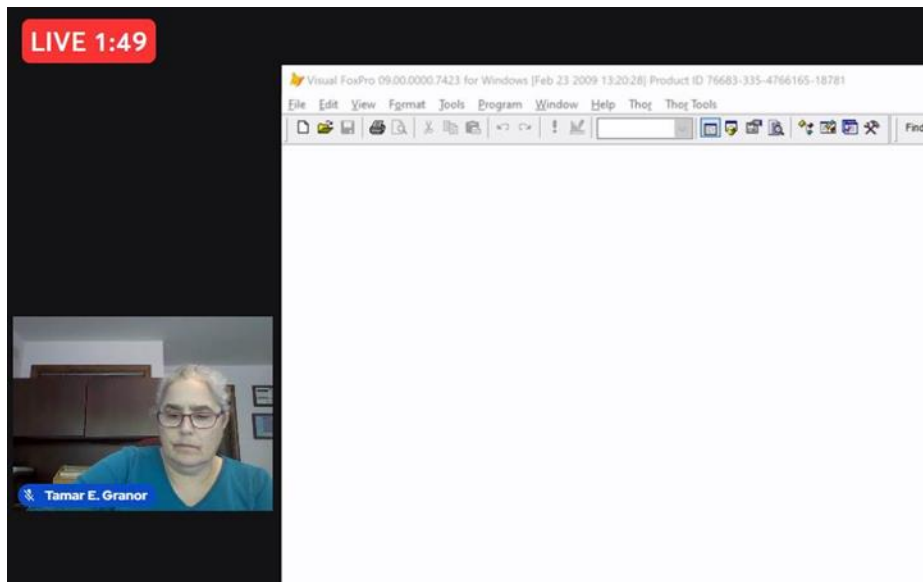 LIVE 1:49
Visual FoxPro 09.00.0000.7423 for Windows [Feb 23 2009 13:20:28] Product ID 76683-335-4766165-18781
File Edit View Format Tools Program Window Help Thor Thor Tools
Find
Tamar E. Granor